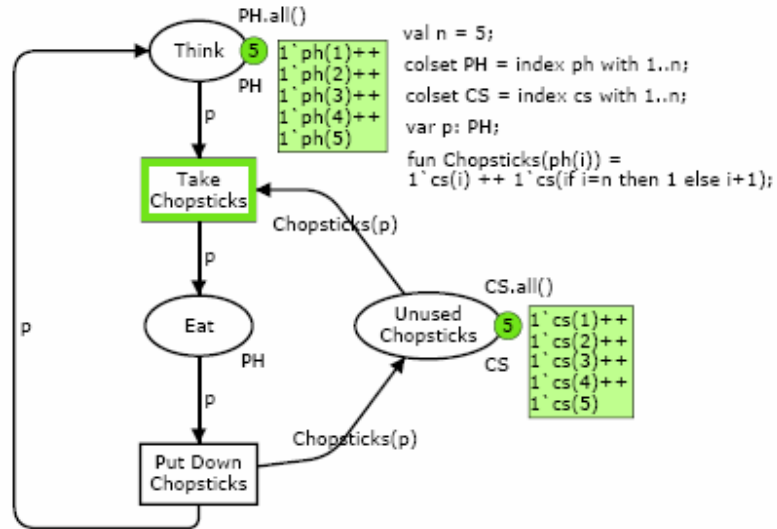 PH.all()
Think
5
PH
1`ph(1)++
1`ph(2)++
1`ph(3)++
1`ph(4)++
1`ph(5)
val n = 5;
colset PH = index ph with 1..n;
colset CS = index cs with 1..n;
var p: PH;
fun Chopsticks(ph(i)) =
1`cs(i) ++ 1`cs(if i=n then 1 else i+1);
p
Take
Chopsticks
Chopsticks(p)
p
p
Eat
PH
CS.all()
Unused
Chopsticks
5
CS
1`cs(1)++
1`cs(2)++
1`cs(3)++
1`cs(4)++
1`cs(5)
p
Chopsticks(p)
Put Down
Chopsticks